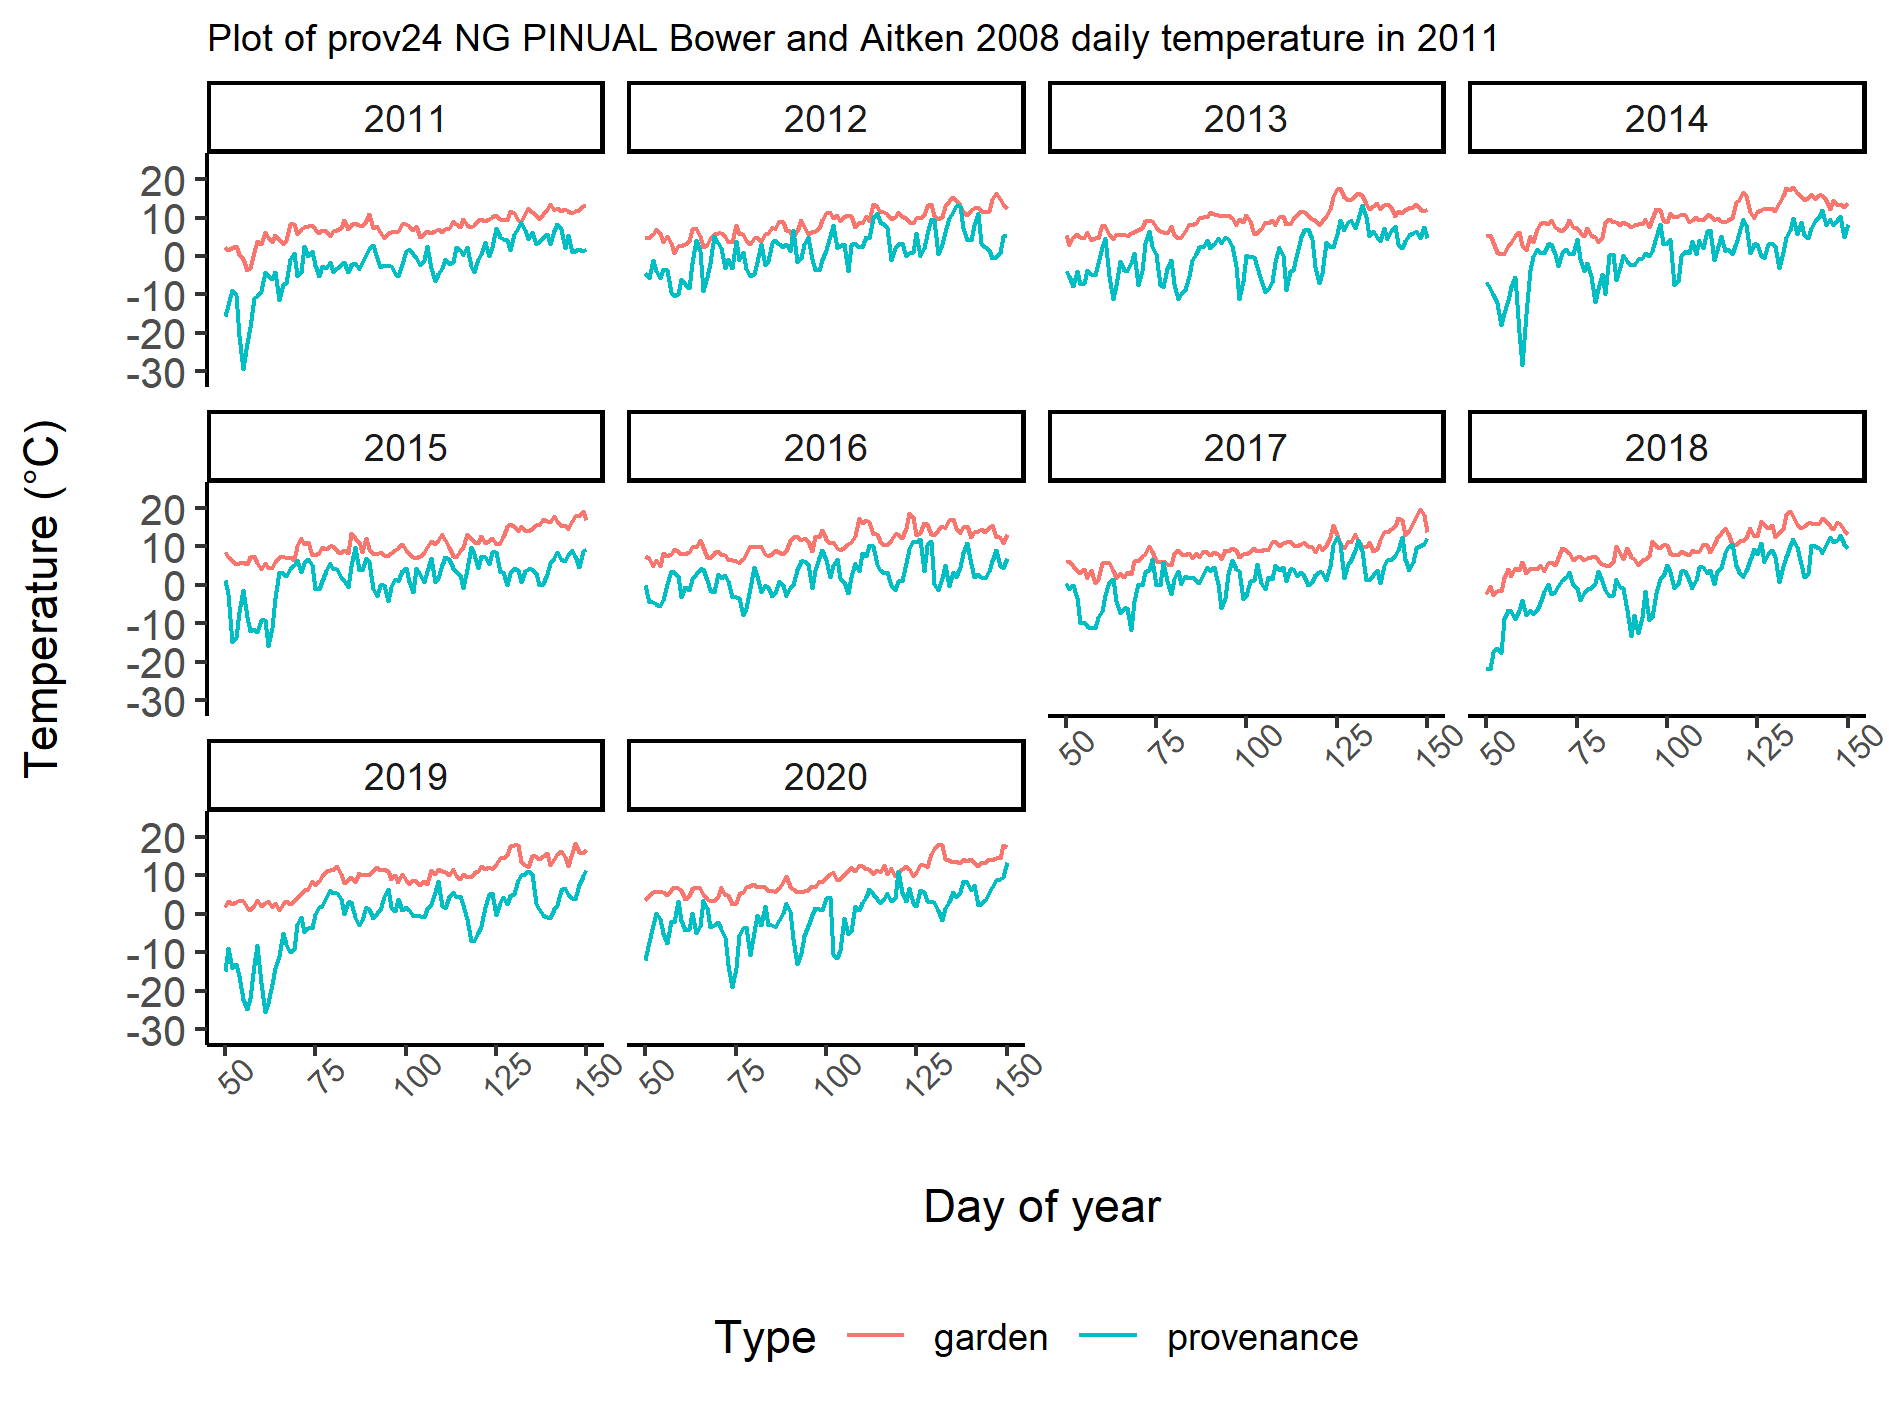 Plot of prov24 NG PINUAL Bower and Aitken 2008 daily temperature in 2011
2011 2012 2013 2014
20
10
0
-10
-20
-30
2015 2016 2017 2018
20
10
0
-10
-20
-30
50 75 100 125 150 50 75 100 125 150
2019 2020
20
10
0
-10
-20
-30
50 75 100 125 150 50 75 100 125 150
Temperature (°C)
Day of year
Type garden provenance